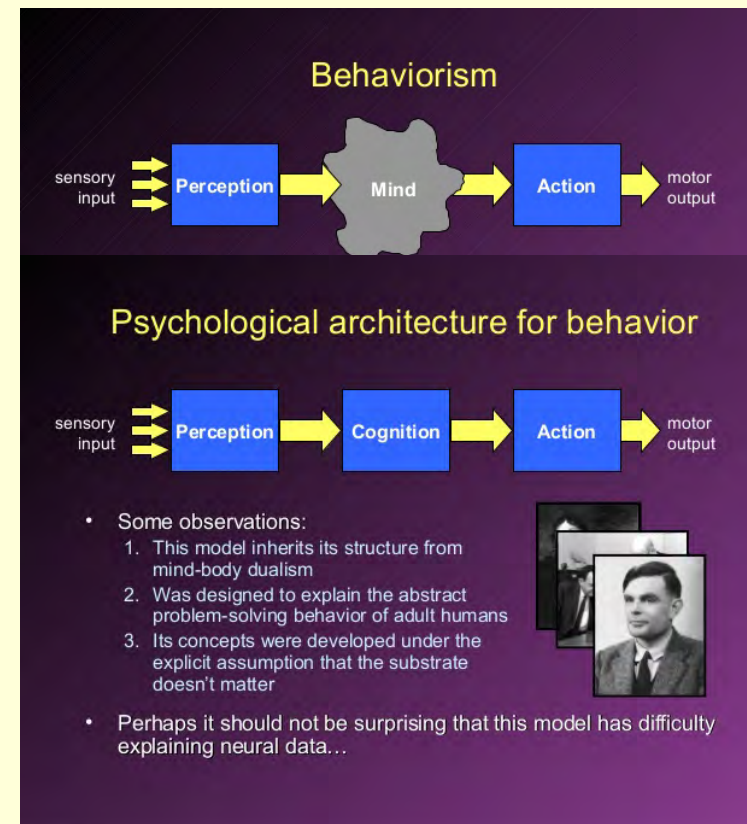 Behaviorism
sensory
input
Perception
Mind
Action
motor
output
Psychological architecture for behavior
sensory
input
Perception
Cognition
Action
motor
output
• Some observations:
1. This model inherits its structure from
mind-body dualism
2. Was designed to explain the abstract
problem-solving behavior of adult humans
3. Its concepts were developed under the
explicit assumption that the substrate
doesn't matter
• Perhaps it should not be surprising that this model has difficulty
explaining neural data…